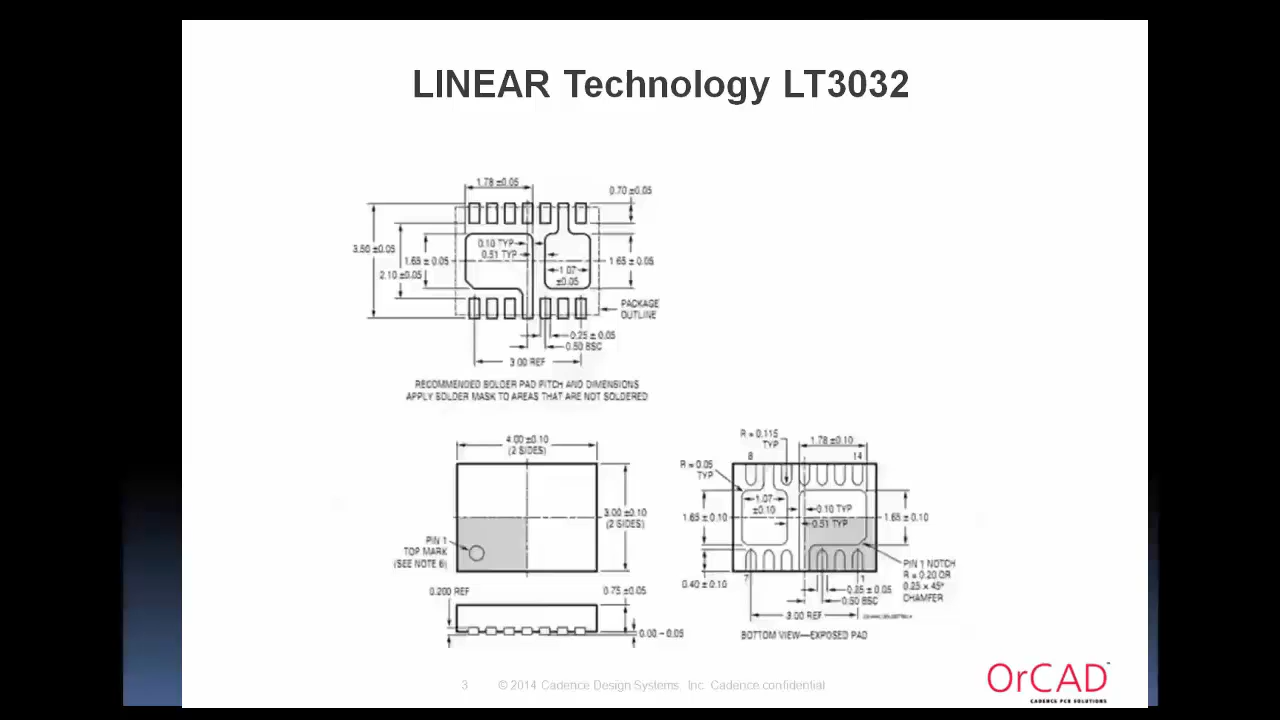 LINEAR Technology LT3032
1.78 ±0.05
0.70 ±0.05
3.50 ±0.05
2.10 ±0.05
1.65 ± 0.05
0.10 TYP
0.51 TYP
1.07
±0.05
1.65 ± 0.05
PACKAGE
OUTLINE
0.25 ± 0.05
0.50 BSC
3.00 REF
RECOMMENDED SOLDER PAD PITCH AND DIMENSIONS
APPLY SOLDER MASK TO AREAS THAT ARE NOT SOLDERED
4.00 ±0.10
(2 SIDES)
3.00 ±0.10
(2 SIDES)
PIN 1
TOP MARK
(SEE NOTE 6)
0.200 REF
0.75 ±0.05
0.00 – 0.05
R = 0.115
TYP
1.78 ±0.10
R = 0.05
TYP
8
14
1.07
±0.10
0.10 TYP
0.51 TYP
1.65 ± 0.10
1.65 ± 0.10
PIN 1 NOTCH
R = 0.20 OR
0.25 × 45°
CHAMFER
0.40 ± 0.10
7
1
0.25 ± 0.05
0.50 BSC
3.00 REF
BOTTOM VIEW—EXPOSED PAD
3
© 2014 Cadence Design Systems, Inc. Cadence confidential
OrCAD
CADENCE PCB SOLUTIONS